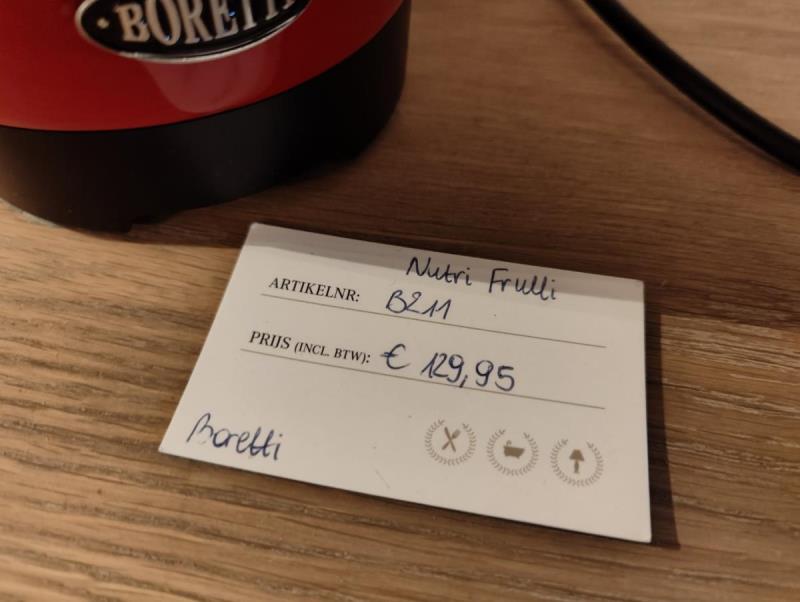 BORETTI
Nutri Frulli
ARTIKELNR: B211
PRIJS (INCL. BTW): € 129,95
Boretti